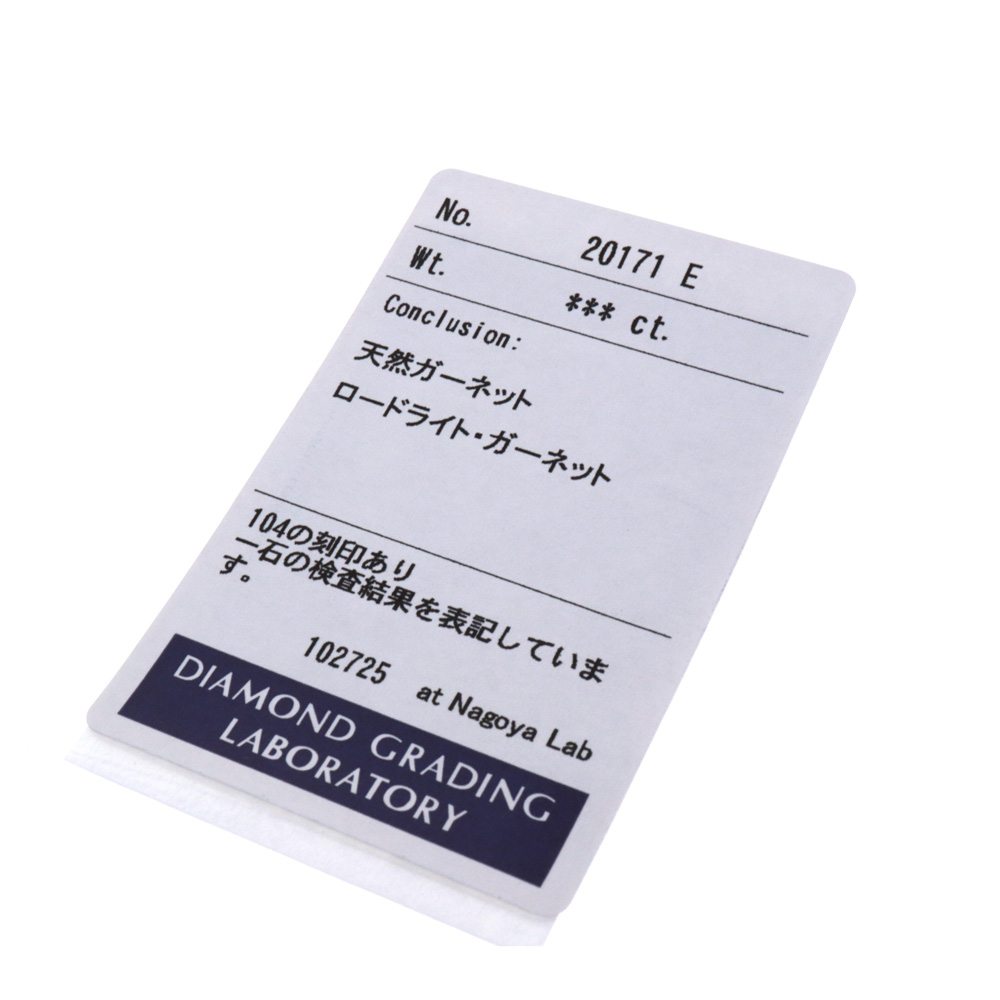 No. 20171 E
Wt. *** ct.
Conclusion:
天然ガーネット
ロードライト・ガーネット
104の刻印あり
一石の検査結果を表記していま
す。
102725 at Nagoya Lab
DIAMOND GRADING
LABORATORY